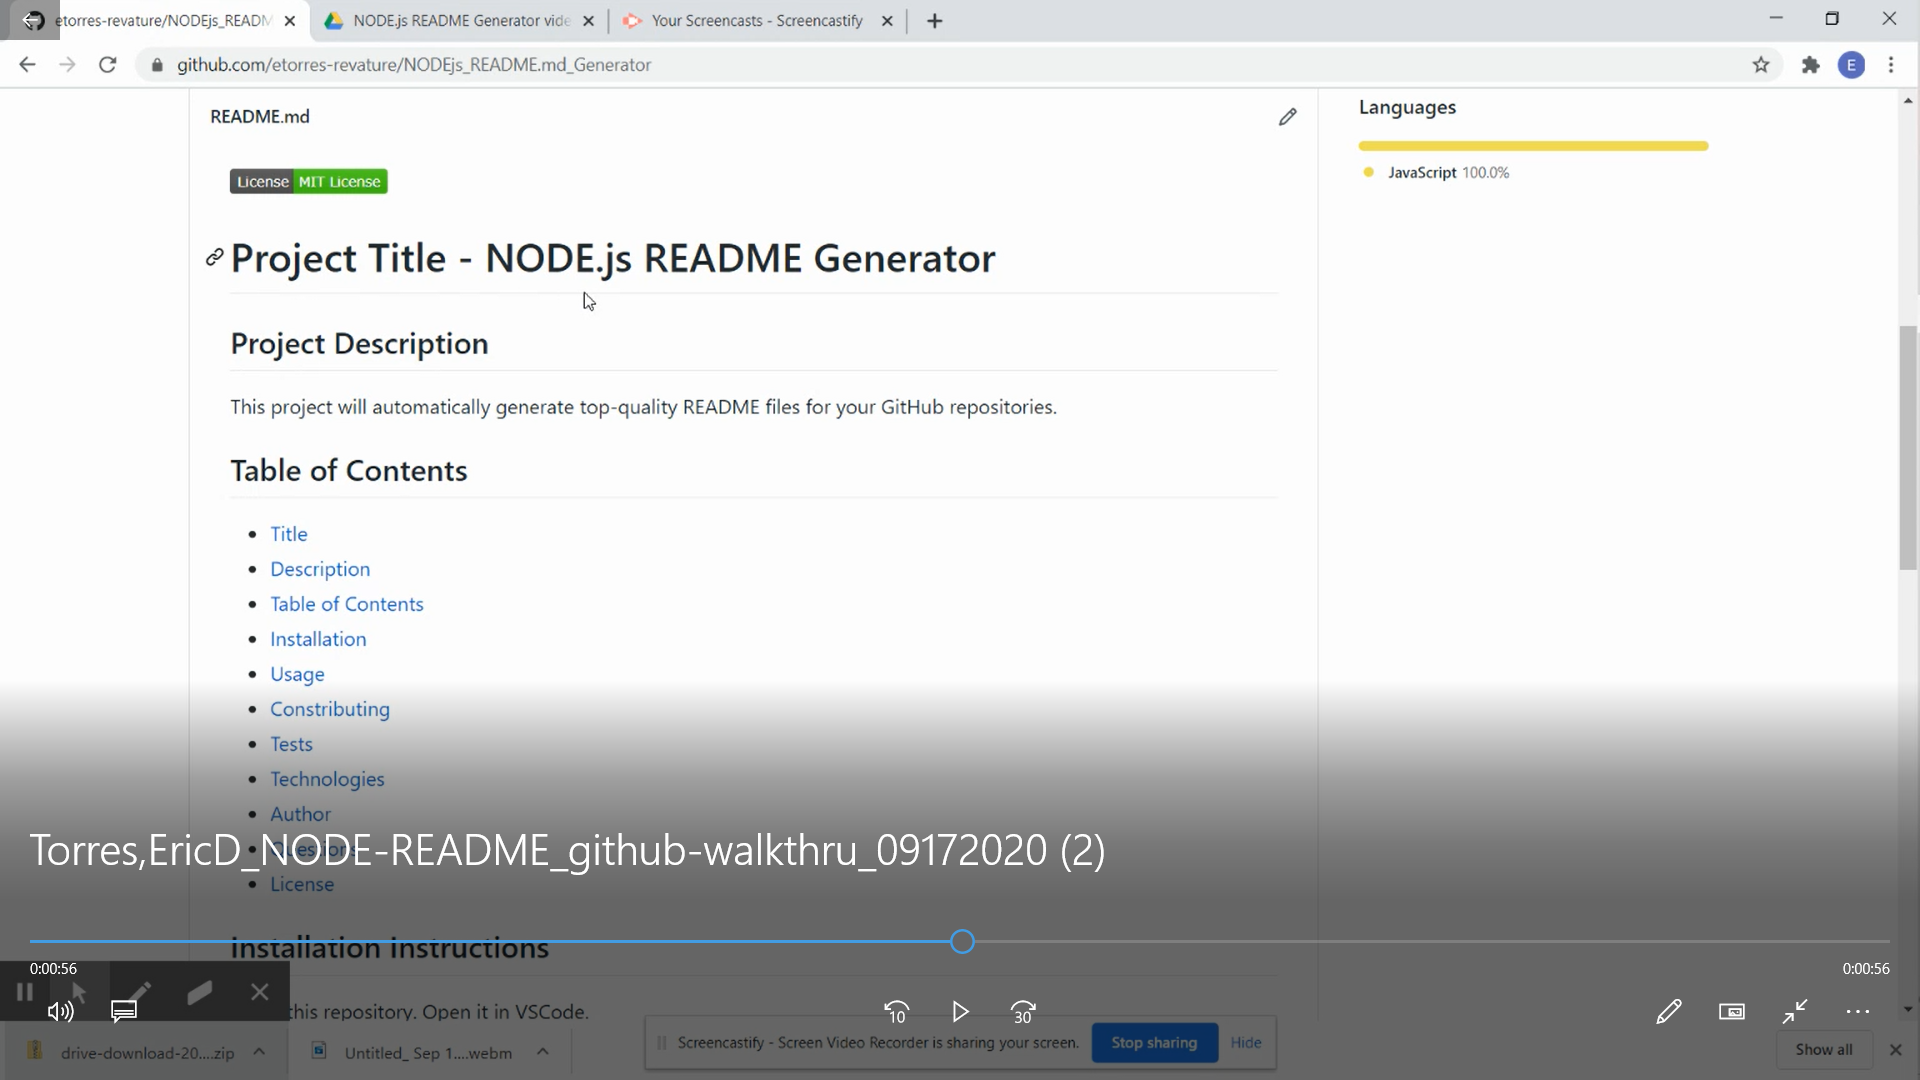 etorres-revature/NODEjs_READM
NODE.js README Generator vide
Your Screencasts - Screencastify
github.com/etorres-revature/NODEjs_README.md_Generator
E
README.md
Languages
License MIT License
JavaScript 100.0%
Project Title - NODE.js README Generator
Project Description
This project will automatically generate top-quality README files for your GitHub repositories.
Table of Contents
Title
Description
Table of Contents
Installation
Usage
Constributing
Tests
Technologies
Author
Torres,EricD_NODE-README_github-walkthru_09172020 (2)
Questions
License
Installation Instructions
0:00:56
0:00:56
this repository. Open it in VSCode.
10
30
drive-download-20....zip
Untitled_ Sep 1....webm
Screencastify - Screen Video Recorder is sharing your screen.
Stop sharing
Hide
Show all